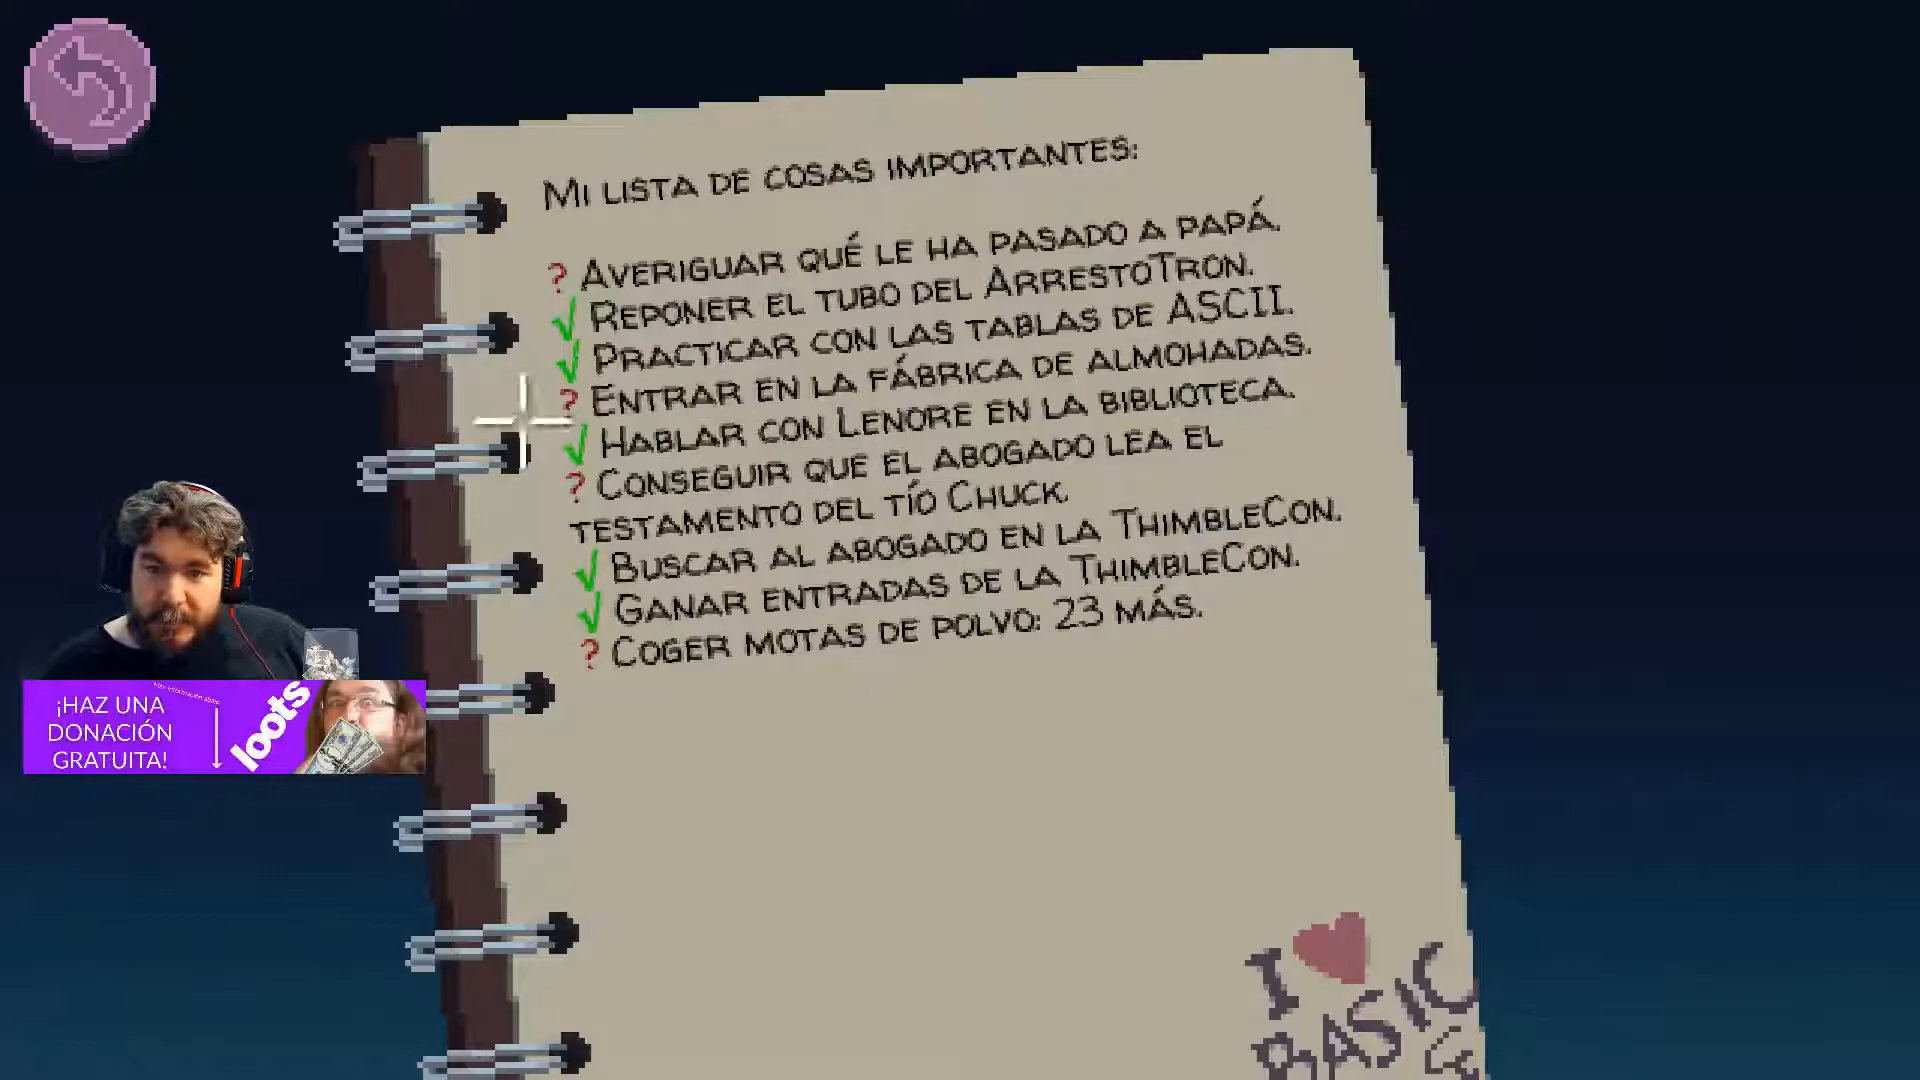 Mi lista de cosas importantes:
? Averiguar qué le ha pasado a papá.
√ Reponer el tubo del ArrestoTron.
√ Practicar con las tablas de ASCII.
? Entrar en la fábrica de almohadas.
√ Hablar con Lenore en la biblioteca.
? Conseguir que el abogado lea el
testamento del tío Chuck.
√ Buscar al abogado en la ThimbleCon.
√ Ganar entradas de la ThimbleCon.
? Coger motas de polvo: 23 más.
Más información abajo
¡HAZ UNA
DONACIÓN
GRATUITA!
loots
I ♥
BASIC